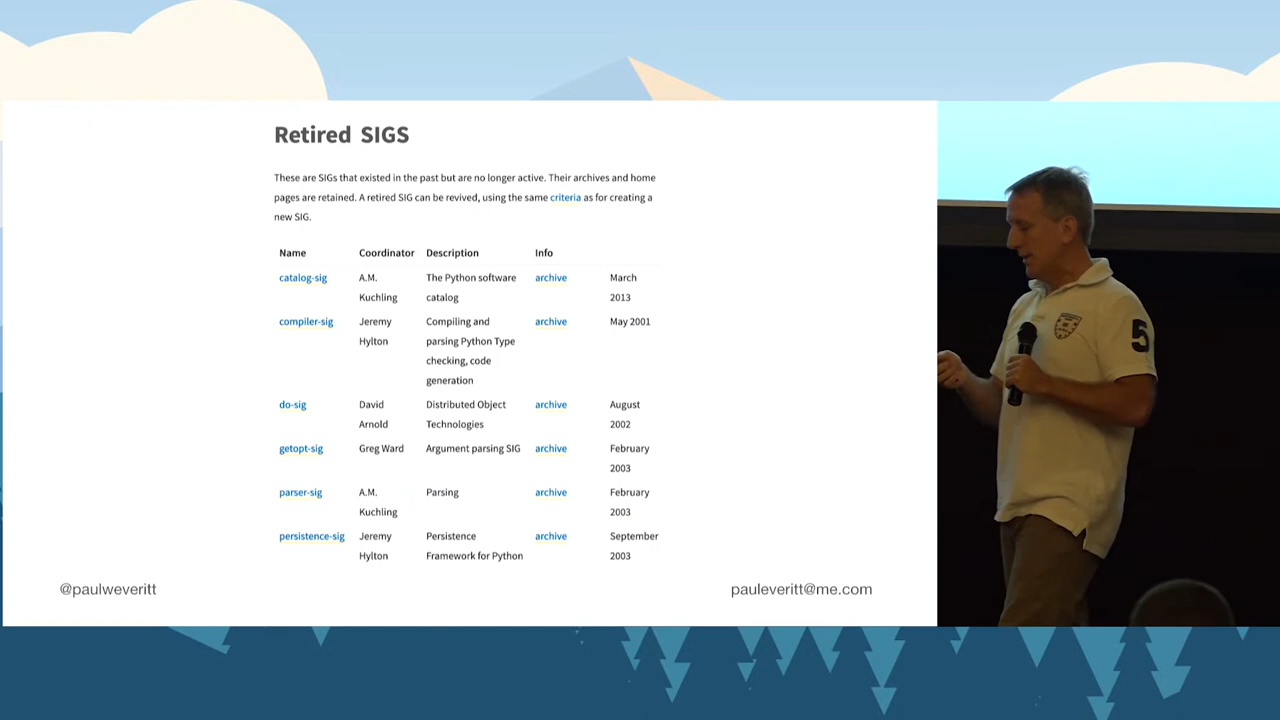 Retired SIGS
These are SIGs that existed in the past but are no longer active. Their archives and home
pages are retained. A retired SIG can be revived, using the same criteria as for creating a
new SIG.
Name Coordinator Description Info
catalog-sig A.M. The Python software archive March
Kuchling catalog 2013
compiler-sig Jeremy Compiling and archive May 2001
Hylton parsing Python Type
checking, code
generation
do-sig David Distributed Object archive August
Arnold Technologies 2002
getopt-sig Greg Ward Argument parsing SIG archive February
2003
parser-sig A.M. Parsing archive February
Kuchling 2003
persistence-sig Jeremy Persistence archive September
Hylton Framework for Python 2003
@paulweveritt pauleveritt@me.com
5